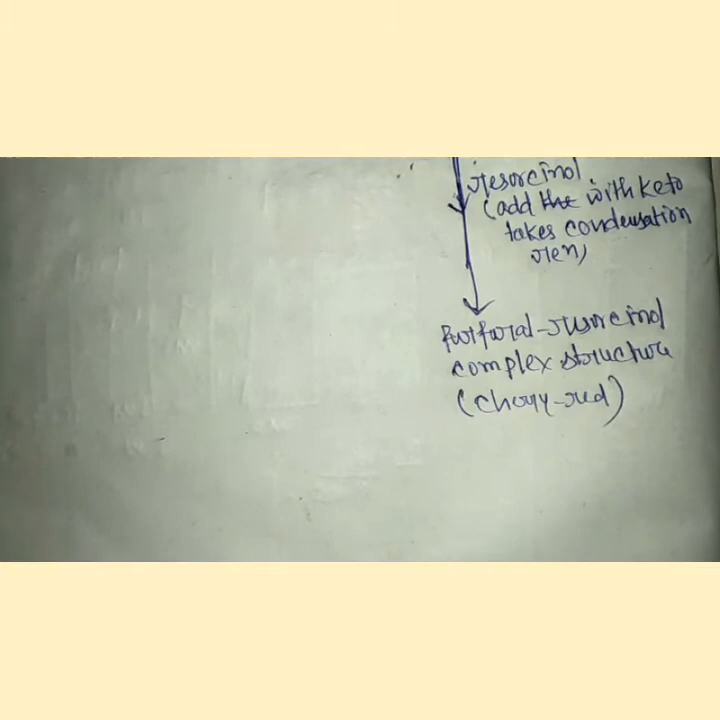 resorcinol
(add the with keto
takes condensation
rxn)
furfural-resorcinol
complex structure
(cherry-red)